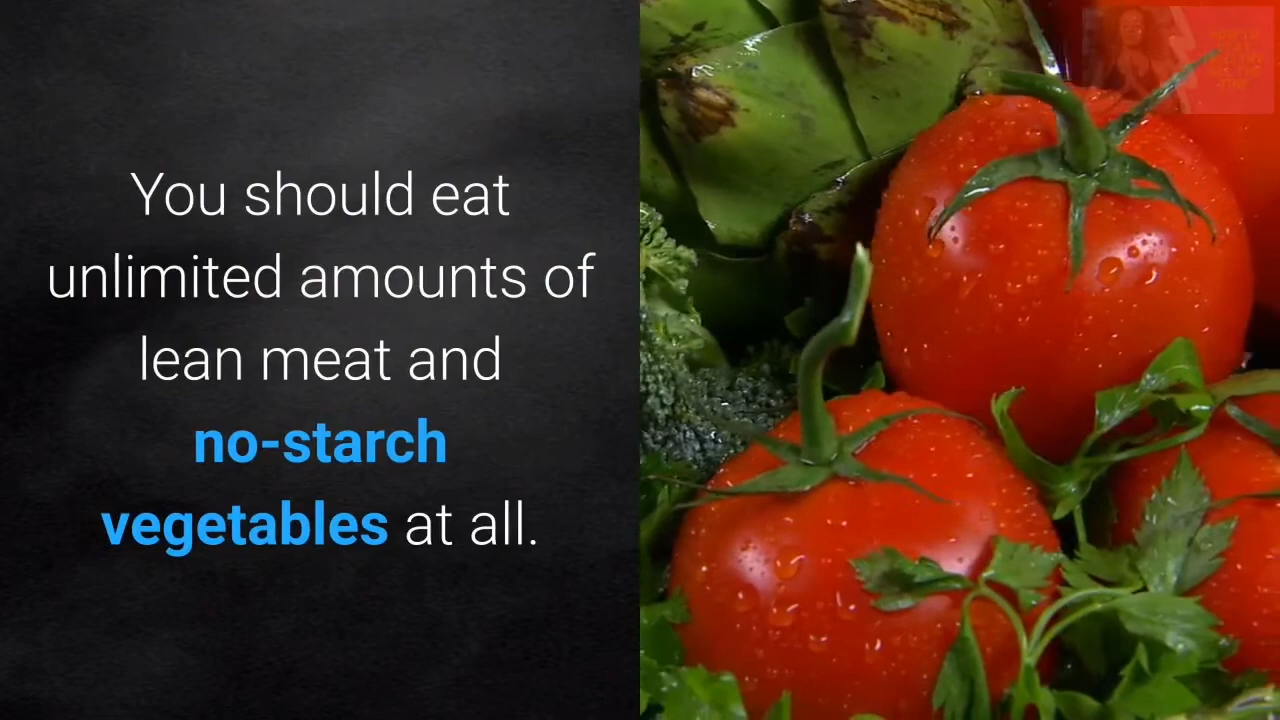 You should eat
unlimited amounts of
lean meat and
no-starch
vegetables at all.